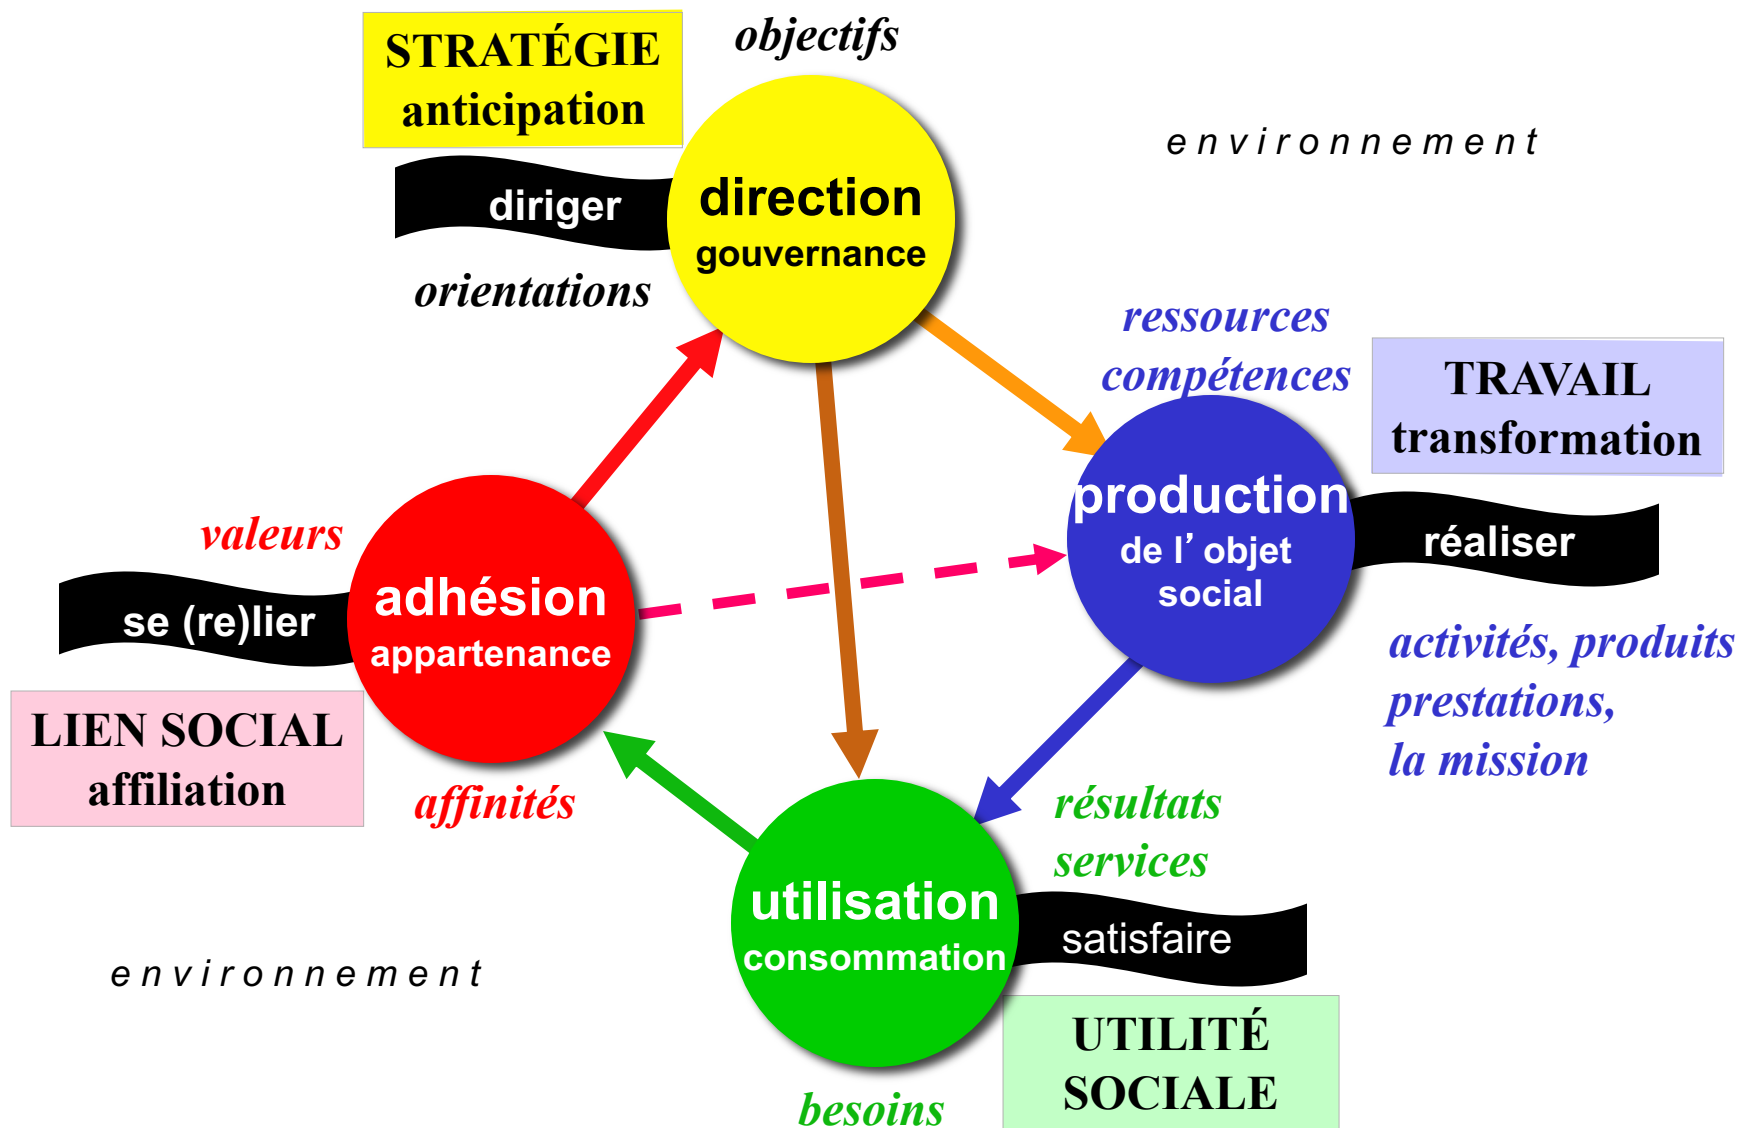 objectifs
STRATÉGIE
anticipation
environnement
diriger
direction
gouvernance
orientations
ressources
compétences
TRAVAIL
transformation
production
de l’ objet
social
réaliser
valeurs
adhésion
appartenance
se (re)lier
activités, produits
prestations,
la mission
LIEN SOCIAL
affiliation
affinités
résultats
services
utilisation
consommation
satisfaire
environnement
UTILITÉ
SOCIALE
besoins